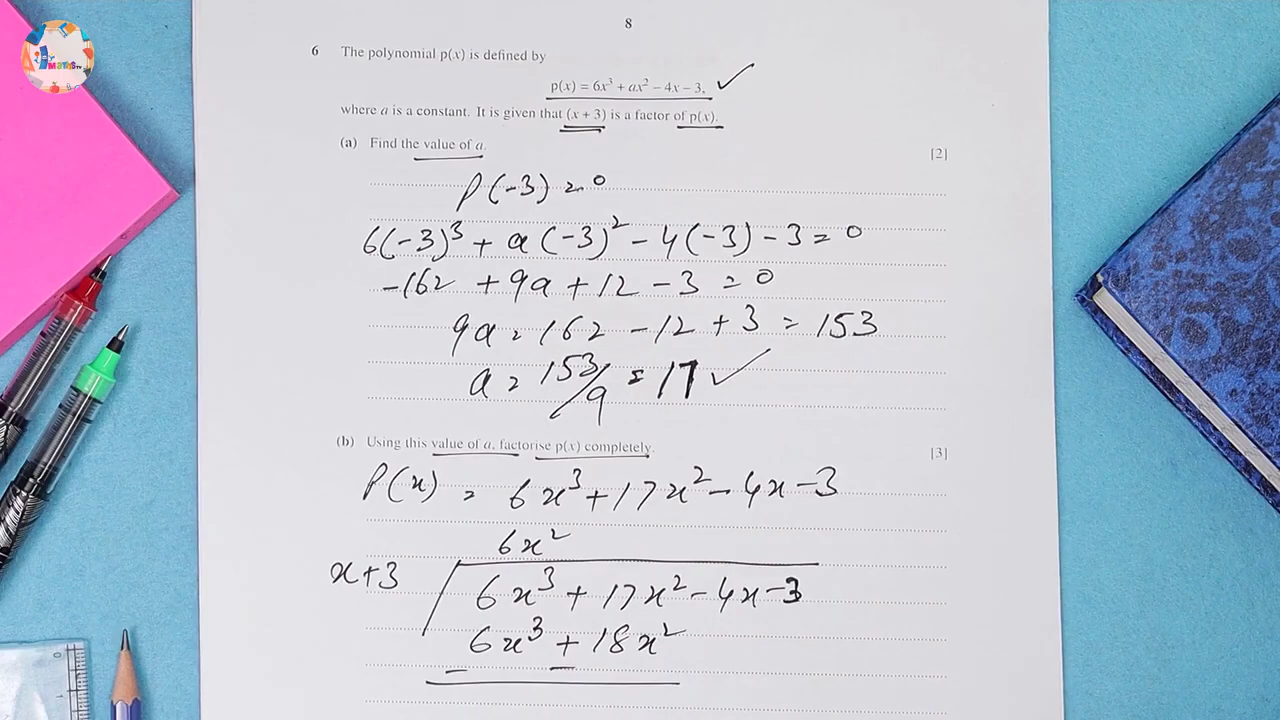 8
6 The polynomial p(x) is defined by
p(x) = 6x³ + ax² − 4x − 3,
where a is a constant. It is given that (x + 3) is a factor of p(x).
(a) Find the value of a. [2]
P(-3) = 0
6(-3)³ + a(-3)² - 4(-3) - 3 = 0
-162 + 9a + 12 - 3 = 0
9a = 162 - 12 + 3 = 153
a = 153/9 = 17
(b) Using this value of a, factorise p(x) completely. [3]
P(x) = 6x³ + 17x² - 4x - 3
6x²
x+3
6x³ + 17x² - 4x - 3
6x³ + 18x²